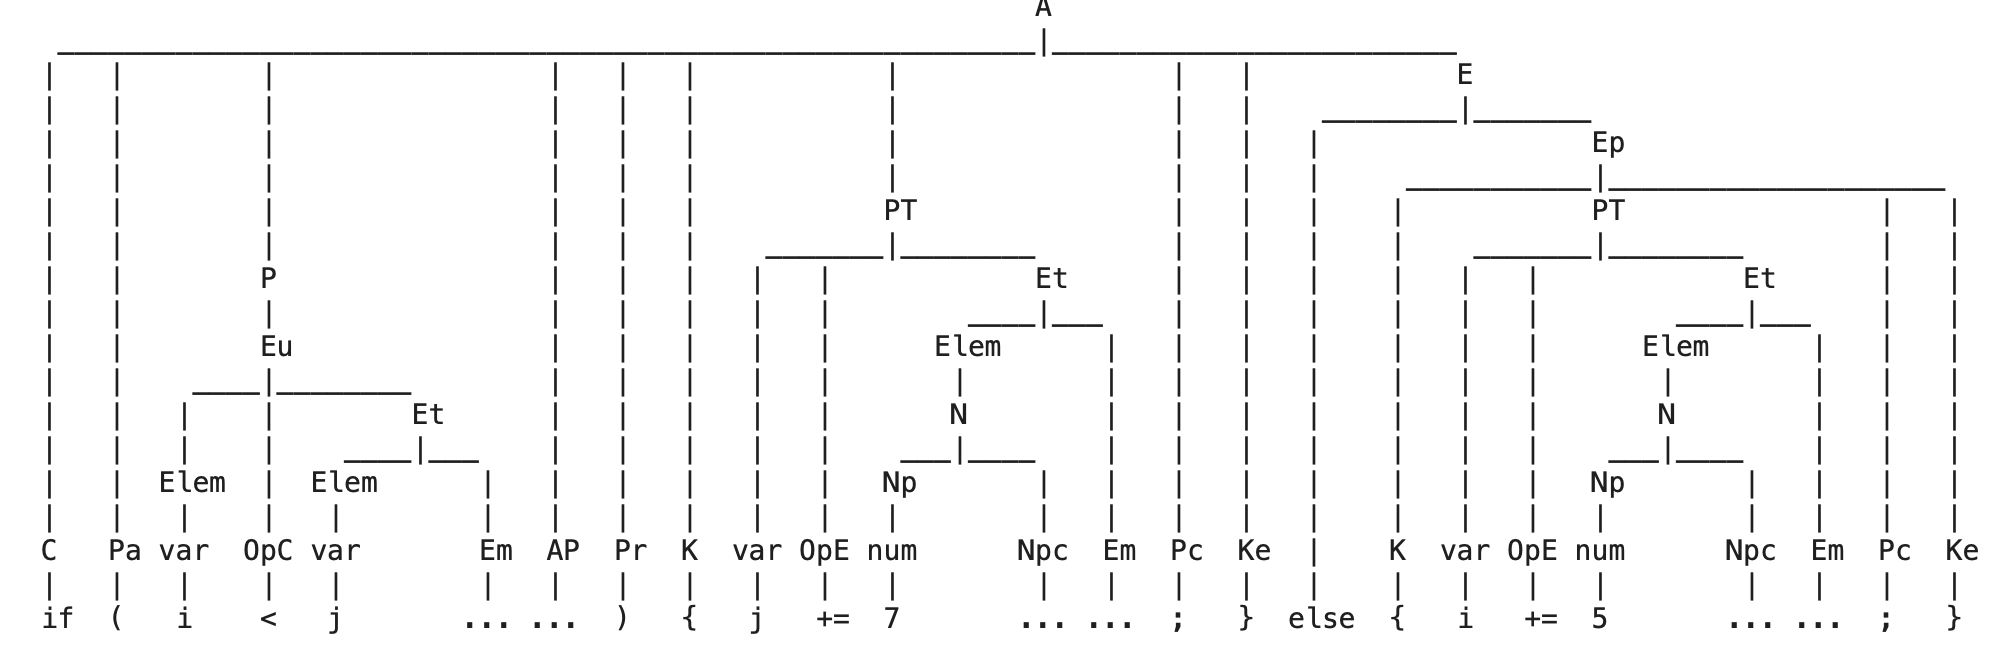 A
E
Ep
PT PT
P Et Et
Eu Elem Elem
Et N N
Elem Elem Np Np
C Pa var OpC var Em AP Pr K var OpE num Npc Em Pc Ke K var OpE num Npc Em Pc Ke
if ( i < j ... ... ) { j += 7 ... ... ; } else { i += 5 ... ... ; }